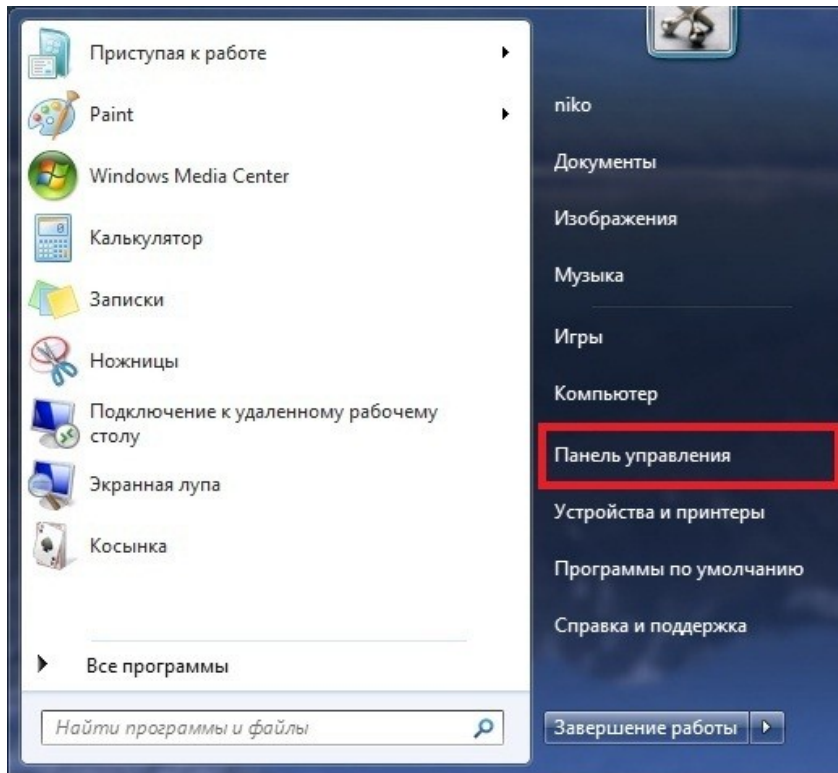 Приступая к работе
Paint
Windows Media Center
Калькулятор
Записки
Ножницы
Подключение к удаленному рабочему
столу
Экранная лупа
Косынка
Все программы
Найти программы и файлы
niko
Документы
Изображения
Музыка
Игры
Компьютер
Панель управления
Устройства и принтеры
Программы по умолчанию
Справка и поддержка
Завершение работы